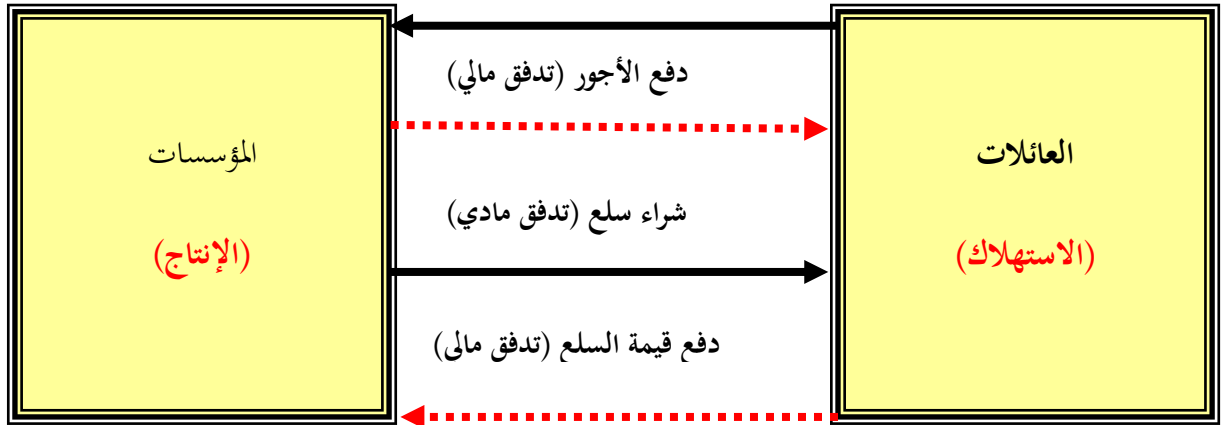 دفع الأجور (تدفق مالي)
العائلات
المؤسسات
شراء سلع (تدفق مادي)
(الاستهلاك)
(الإنتاج)
دفع قيمة السلع (تدفق مالى)